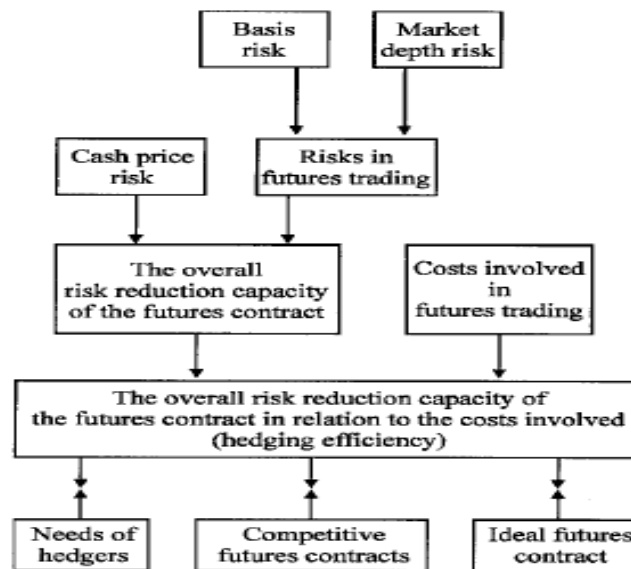 Basis
risk
Market
depth risk
Cash price
risk
Risks in
futures trading
The overall
risk reduction capacity
of the futures contract
Costs involved
in
futures trading
The overall risk reduction capacity of
the futures contract in relation to the costs involved
(hedging efficiency)
Needs of
hedgers
Competitive
futures contracts
Ideal futures
contract